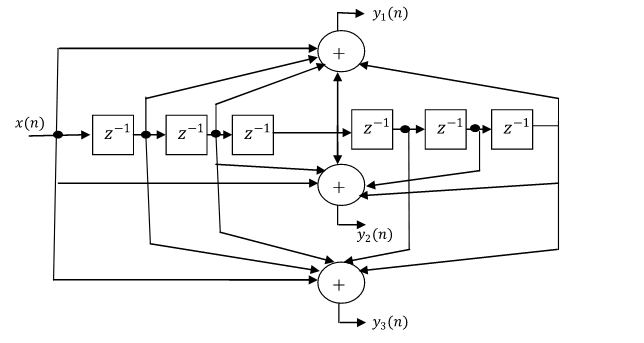 y₁(n)
+
x(n)
z⁻¹ z⁻¹ z⁻¹ z⁻¹ z⁻¹ z⁻¹
+
y₂(n)
+
y₃(n)